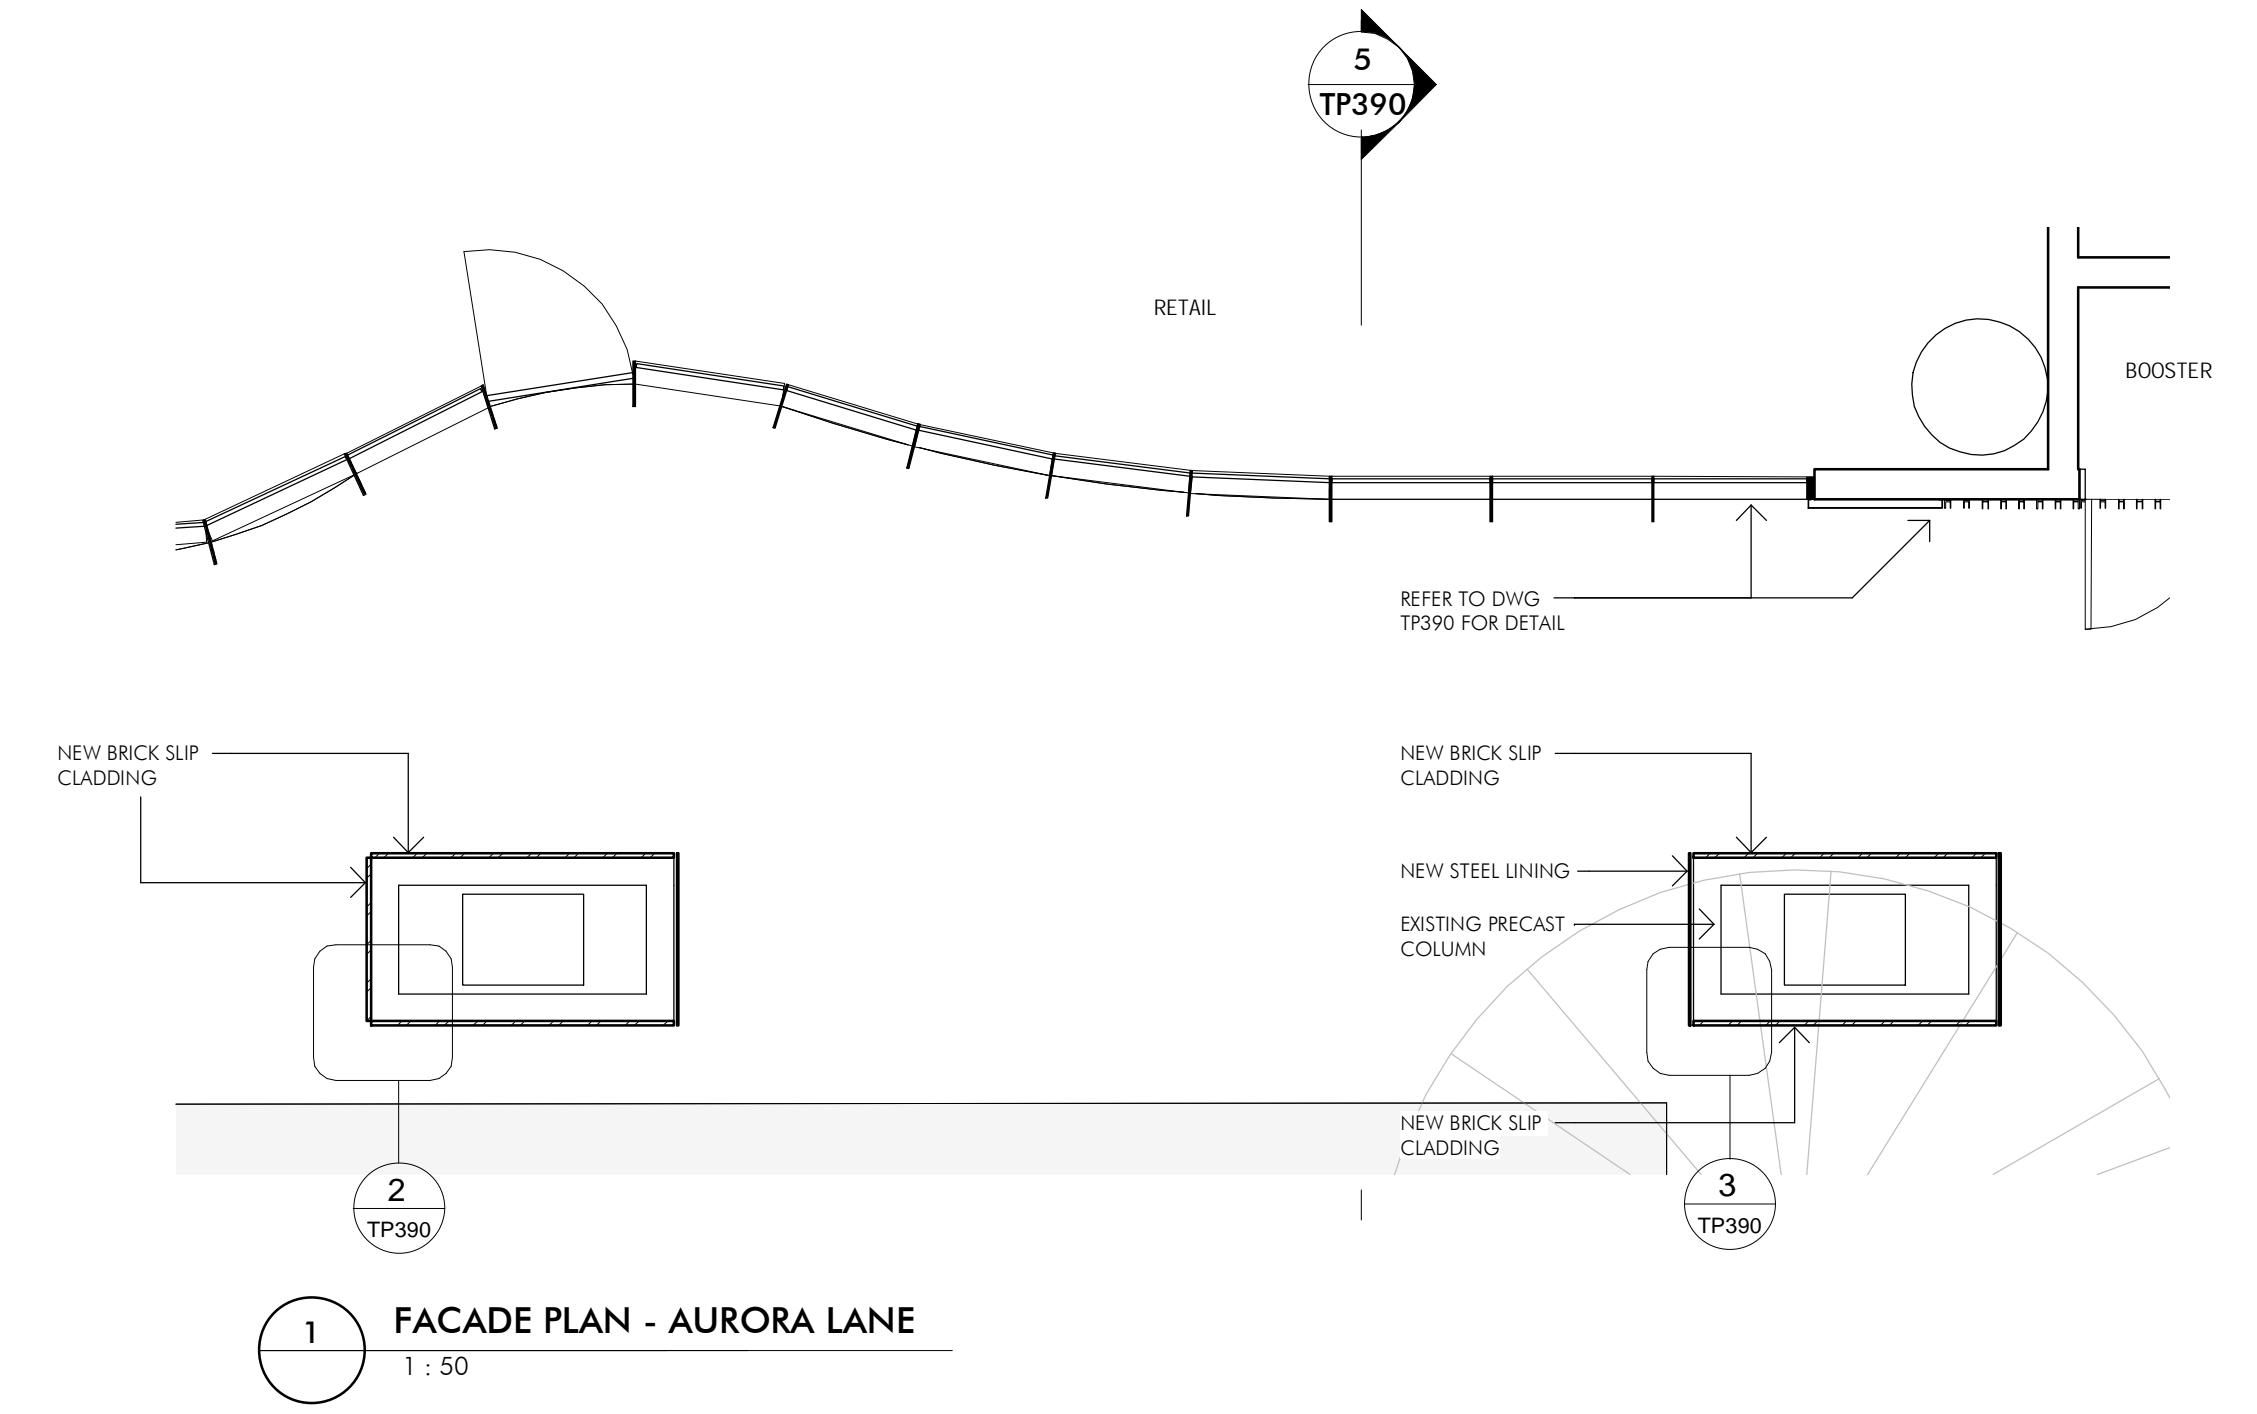 5
TP390
RETAIL
BOOSTER
REFER TO DWG
TP390 FOR DETAIL
NEW BRICK SLIP
CLADDING
NEW BRICK SLIP
CLADDING
NEW STEEL LINING
EXISTING PRECAST
COLUMN
NEW BRICK SLIP
CLADDING
2
TP390
3
TP390
1
FACADE PLAN - AURORA LANE
1 : 50